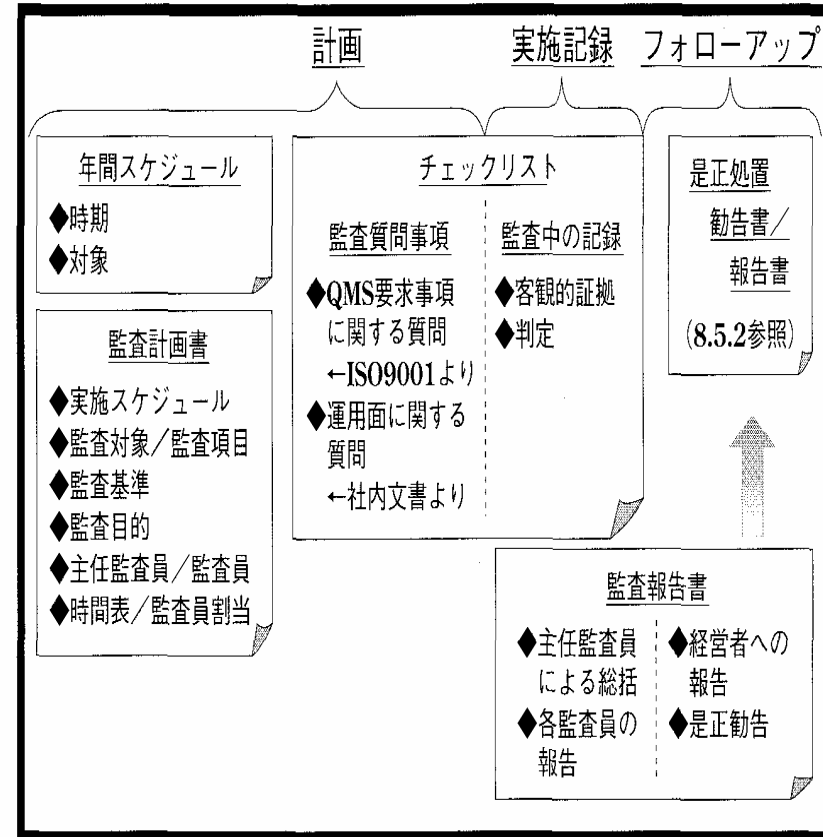 計画
実施記録
フォローアップ
年間スケジュール
◆時期
◆対象
監査計画書
◆実施スケジュール
◆監査対象／監査項目
◆監査基準
◆監査目的
◆主任監査員／監査員
◆時間表／監査員割当
チェックリスト
監査質問事項
◆QMS要求事項
に関する質問
←ISO9001より
◆運用面に関する
質問
←社内文書より
監査中の記録
◆客観的証拠
◆判定
是正処置
勧告書／
報告書
(8.5.2参照)
監査報告書
◆主任監査員
による総括
◆各監査員の
報告
◆経営者への
報告
◆是正勧告